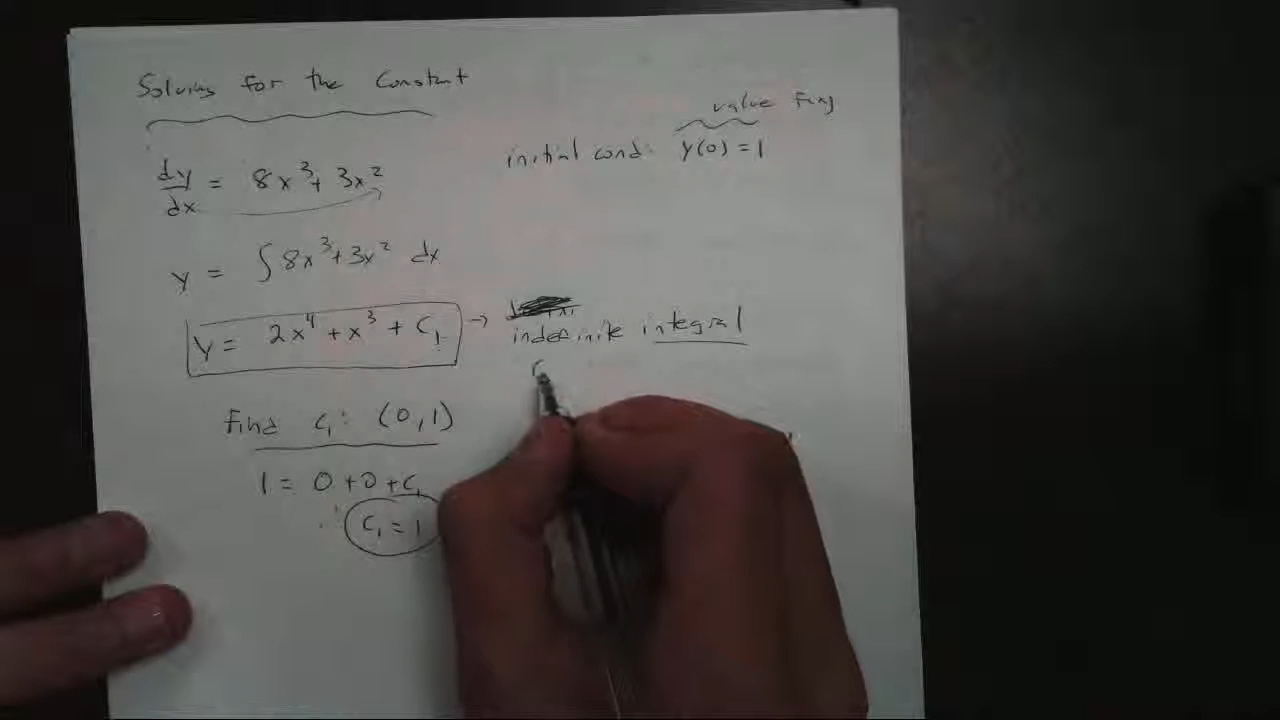 Solving for the Constant
value func
initial cond: y(0) = 1
dy/dx = 8x³ + 3x²
y = ∫ 8x³ + 3x² dx
y = 2x⁴ + x³ + C₁ → indefinite integral
Find C₁: (0,1)
1 = 0 + 0 + C₁
C₁ = 1